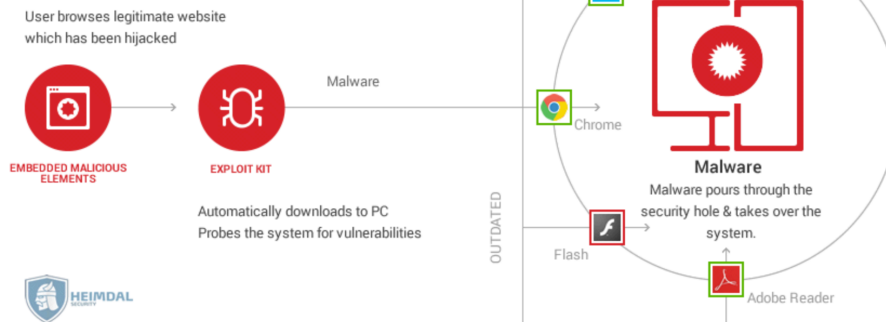 User browses legitimate website
which has been hijacked
EMBEDDED MALICIOUS
ELEMENTS
EXPLOIT KIT
Malware
Automatically downloads to PC
Probes the system for vulnerabilities
HEIMDAL
SECURITY
OUTDATED
Chrome
Flash
Malware
Malware pours through the
security hole & takes over the
system.
Adobe Reader